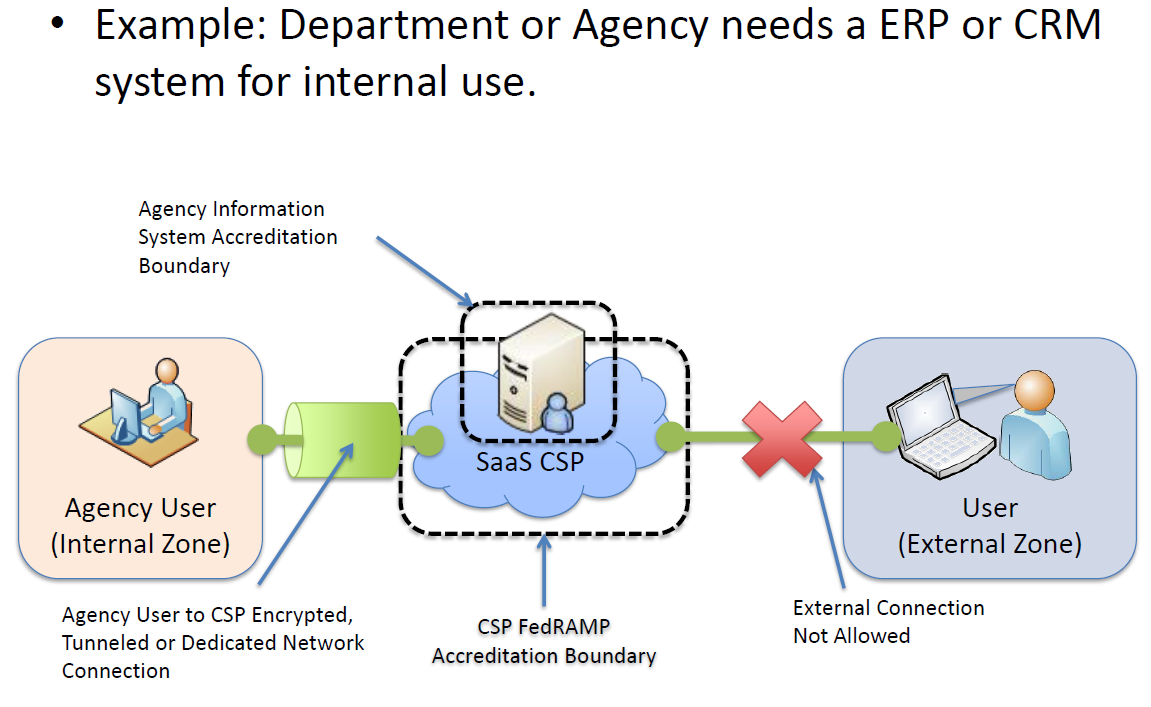 • Example: Department or Agency needs a ERP or CRM
system for internal use.
Agency Information
System Accreditation
Boundary
SaaS CSP
Agency User
(Internal Zone)
User
(External Zone)
Agency User to CSP Encrypted,
Tunneled or Dedicated Network
Connection
CSP FedRAMP
Accreditation Boundary
External Connection
Not Allowed